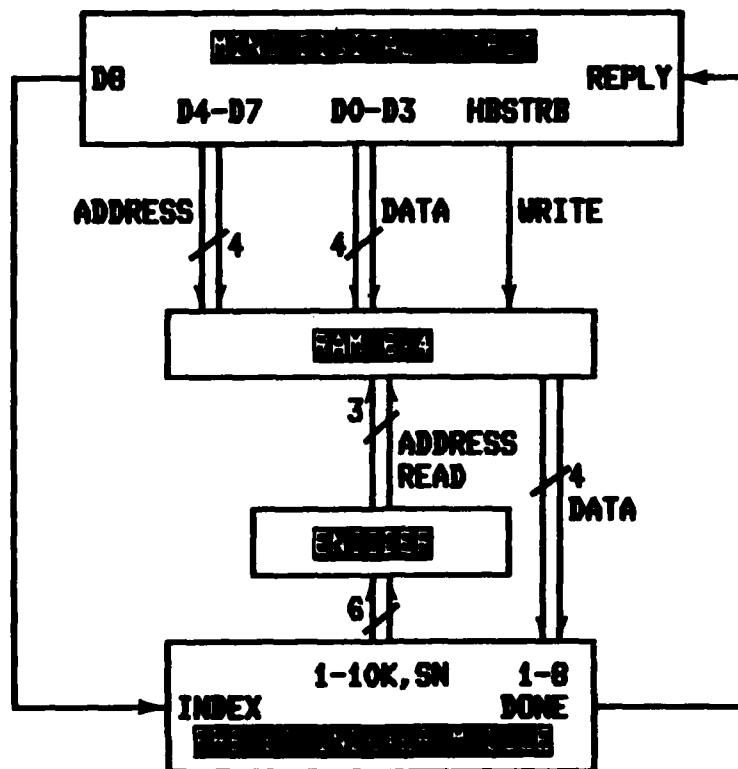 D8 REPLY
D4-D7 D0-D3 HBSTRB
ADDRESS DATA WRITE
4 4
3
ADDRESS
READ
4
DATA
6
1-10K,SN 1-8
INDEX DONE